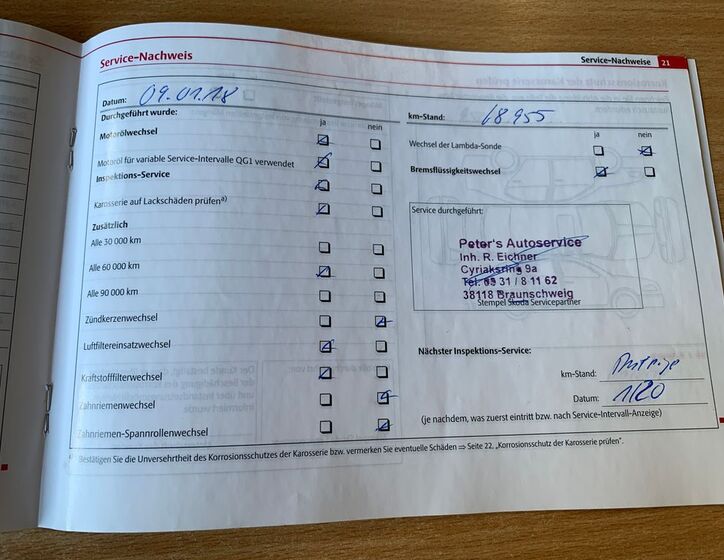 Service-Nachweis
Service-Nachweise 21
Datum: 09.01.18
Durchgeführt wurde:
ja nein
Motorölwechsel
Motoröl für variable Service-Intervalle QG1 verwendet
Inspektions-Service
Karosserie auf Lackschäden prüfen a)
Zusätzlich
Alle 30 000 km
Alle 60 000 km
Alle 90 000 km
Zündkerzenwechsel
Luftfiltereinsatzwechsel
Kraftstofffilterwechsel
Zahnriemenwechsel
Zahnriemen-Spannrollenwechsel
km-Stand: 68955
ja nein
Wechsel der Lambda-Sonde
Bremsflüssigkeitswechsel
Service durchgeführt:
Peter's Autoservice
Inh. R. Eichner
Cyriaksring 9a
Tel. 05 31 / 8 11 62
38118 Braunschweig
Stempel Škoda Servicepartner
Nächster Inspektions-Service:
km-Stand: Anzeige
Datum: 1/20
(je nachdem, was zuerst eintritt bzw. nach Service-Intervall-Anzeige)
a) Bestätigen Sie die Unversehrtheit des Korrosionsschutzes der Karosserie bzw. vermerken Sie eventuelle Schäden ⇒ Seite 22, „Korrosionsschutz der Karosserie prüfen".